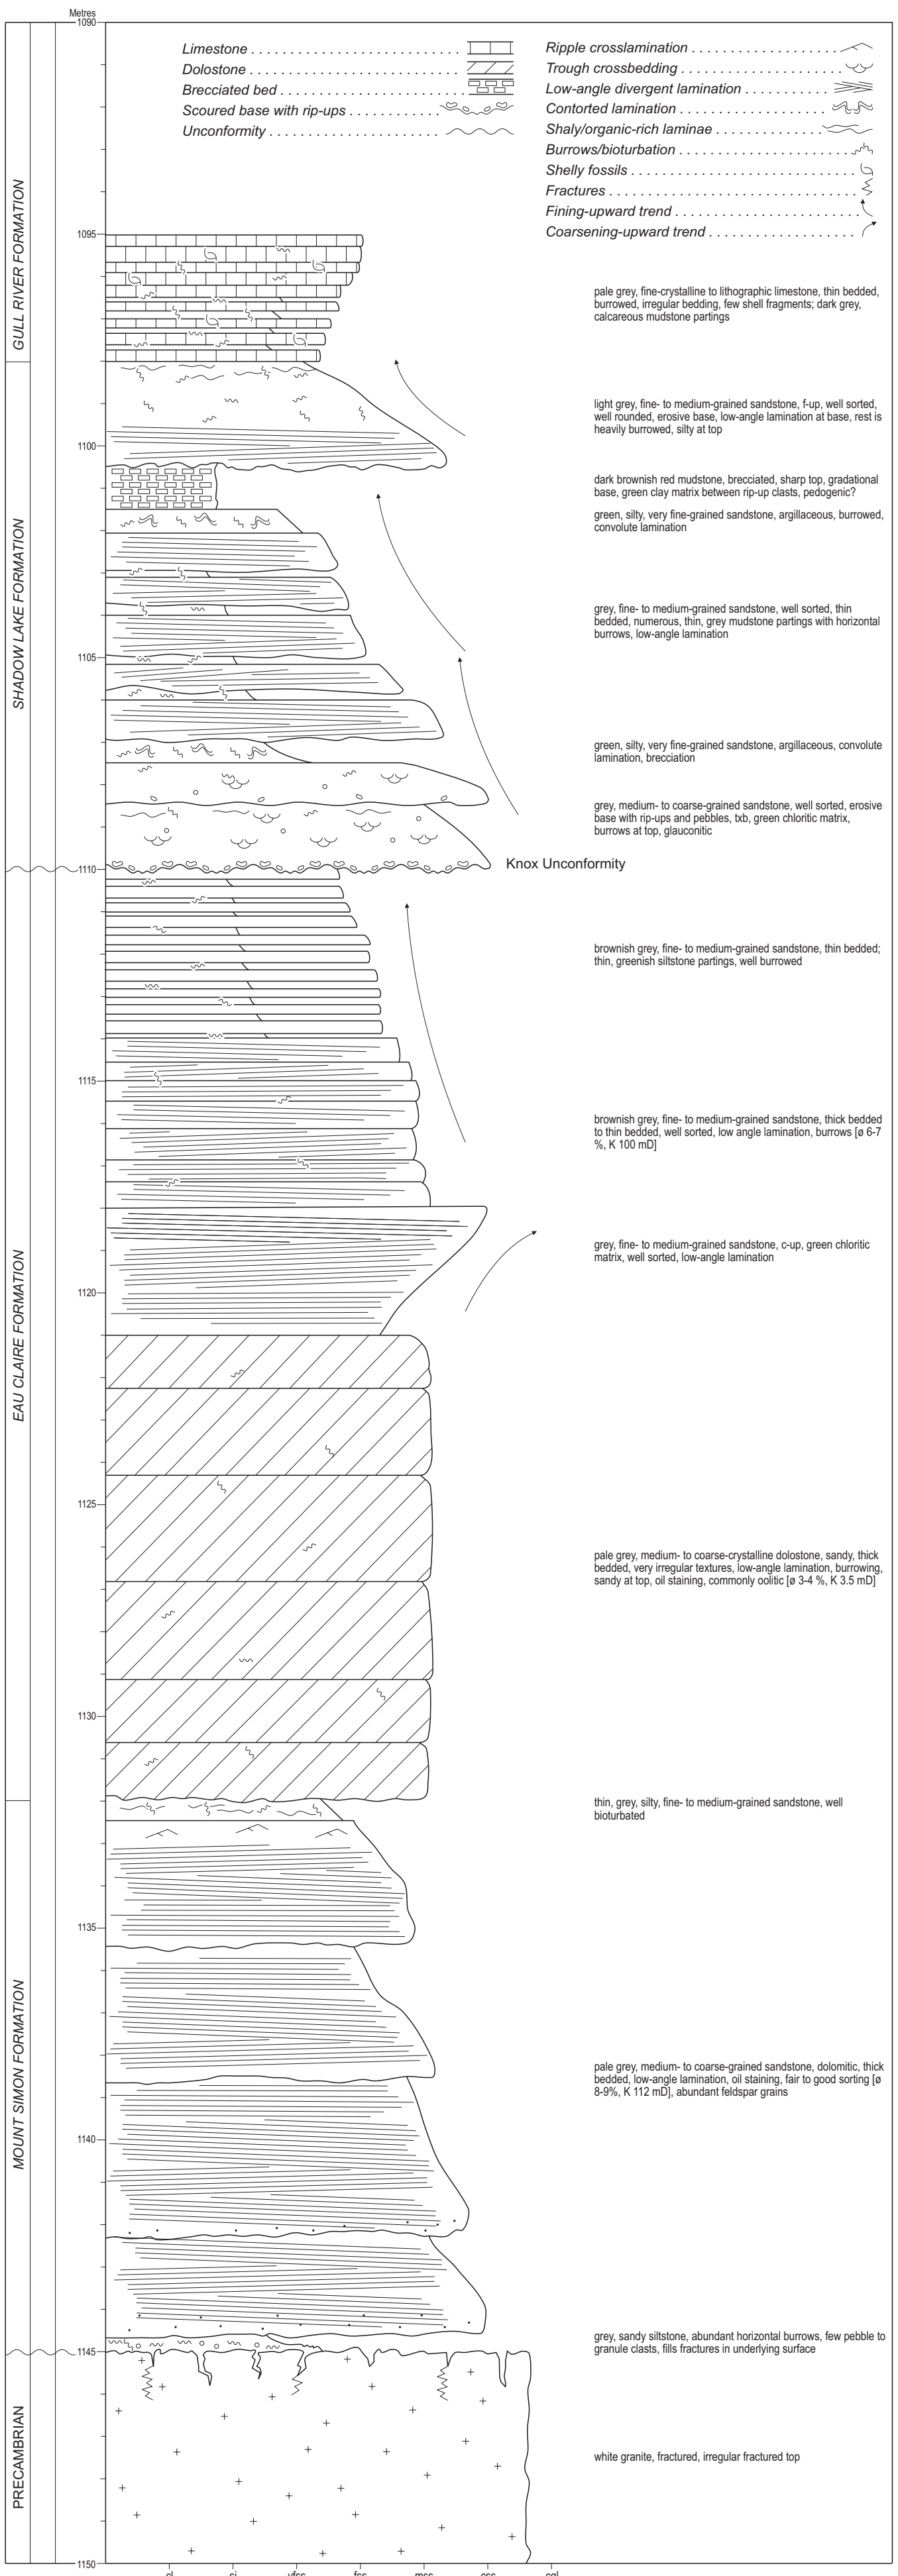 Metres
1090
Limestone
Dolostone
Brecciated bed
Scoured base with rip-ups
Unconformity
Ripple crosslamination
Trough crossbedding
Low-angle divergent lamination
Contorted lamination
Shaly/organic-rich laminae
Burrows/bioturbation
Shelly fossils
Fractures
Fining-upward trend
Coarsening-upward trend
GULL RIVER FORMATION
1095
pale grey, fine-crystalline to lithographic limestone, thin bedded,
burrowed, irregular bedding, few shell fragments; dark grey,
calcareous mudstone partings
SHADOW LAKE FORMATION
light grey, fine- to medium-grained sandstone, f-up, well sorted,
well rounded, erosive base, low-angle lamination at base, rest is
heavily burrowed, silty at top
1100
dark brownish red mudstone, brecciated, sharp top, gradational
base, green clay matrix between rip-up clasts, pedogenic?
green, silty, very fine-grained sandstone, argillaceous, burrowed,
convolute lamination
grey, fine- to medium-grained sandstone, well sorted, thin
bedded, numerous, thin, grey mudstone partings with horizontal
burrows, low-angle lamination
1105
green, silty, very fine-grained sandstone, argillaceous, convolute
lamination, brecciation
grey, medium- to coarse-grained sandstone, well sorted, erosive
base with rip-ups and pebbles, txb, green chloritic matrix,
burrows at top, glauconitic
Knox Unconformity
1110
EAU CLAIRE FORMATION
brownish grey, fine- to medium-grained sandstone, thin bedded;
thin, greenish siltstone partings, well burrowed
1115
brownish grey, fine- to medium-grained sandstone, thick bedded
to thin bedded, well sorted, low angle lamination, burrows [ø 6-7
%, K 100 mD]
grey, fine- to medium-grained sandstone, c-up, green chloritic
matrix, well sorted, low-angle lamination
1120
1125
pale grey, medium- to coarse-crystalline dolostone, sandy, thick
bedded, very irregular textures, low-angle lamination, burrowing,
sandy at top, oil staining, commonly oolitic [ø 3-4 %, K 3.5 mD]
1130
MOUNT SIMON FORMATION
thin, grey, silty, fine- to medium-grained sandstone, well
bioturbated
1135
pale grey, medium- to coarse-grained sandstone, dolomitic, thick
bedded, low-angle lamination, oil staining, fair to good sorting [ø
8-9%, K 112 mD], abundant feldspar grains
1140
grey, sandy siltstone, abundant horizontal burrows, few pebble to
granule clasts, fills fractures in underlying surface
1145
PRECAMBRIAN
white granite, fractured, irregular fractured top
1150